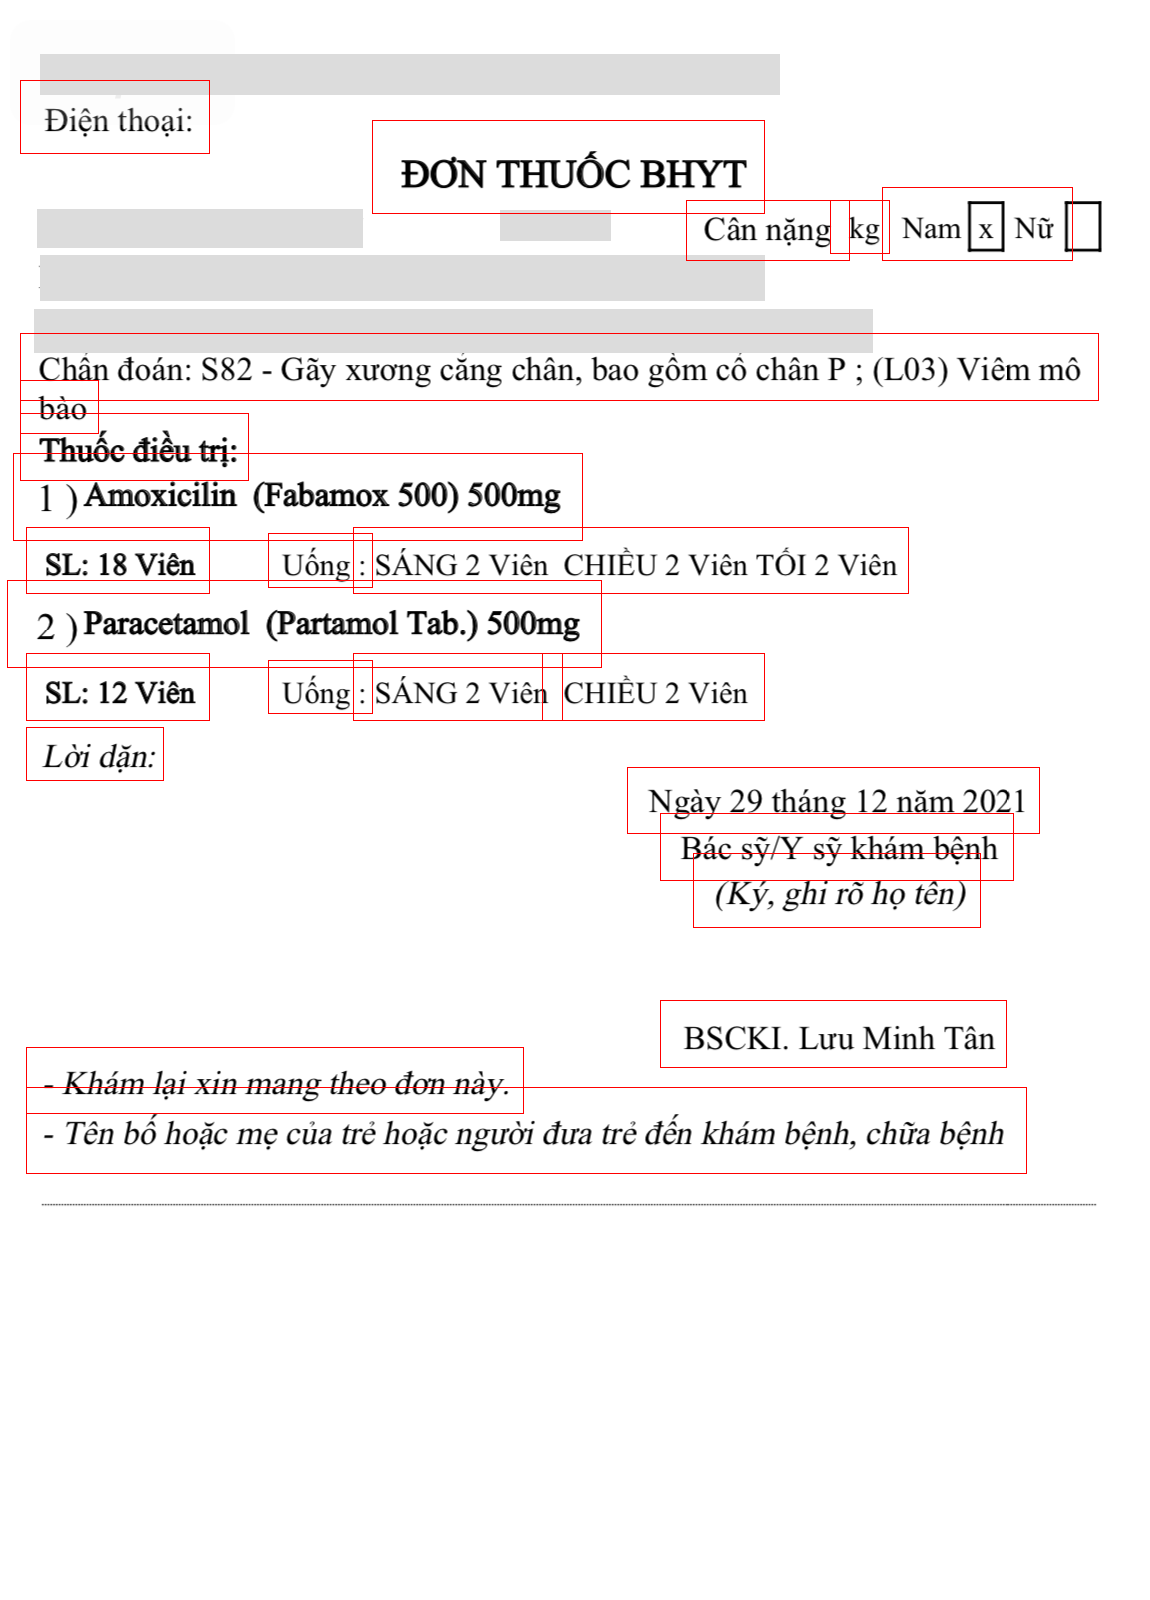 Điện thoại:
ĐƠN THUỐC BHYT
Cân nặng kg Nam x Nữ
Chẩn đoán: S82 - Gãy xương cẳng chân, bao gồm cổ chân P ; (L03) Viêm mô
bào
Thuốc điều trị:
1 ) Amoxicilin (Fabamox 500) 500mg
SL: 18 Viên Uống : SÁNG 2 Viên CHIỀU 2 Viên TỐI 2 Viên
2 ) Paracetamol (Partamol Tab.) 500mg
SL: 12 Viên Uống : SÁNG 2 Viên CHIỀU 2 Viên
Lời dặn:
Ngày 29 tháng 12 năm 2021
Bác sỹ/Y sỹ khám bệnh
(Ký, ghi rõ họ tên)
BSCKI. Lưu Minh Tân
- Khám lại xin mang theo đơn này.
- Tên bố hoặc mẹ của trẻ hoặc người đưa trẻ đến khám bệnh, chữa bệnh